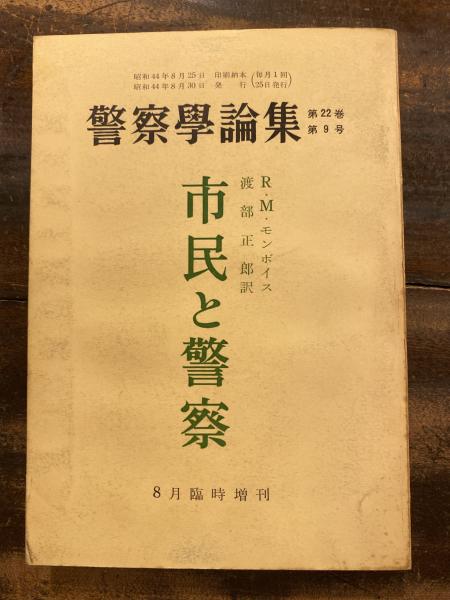 昭和44年8月25日 印刷納本(毎月1回
昭和44年8月30日 発 行 25日発行)
警察學論集 第22巻
第9号
R・M・モンボイス
渡部正郎訳
市民と警察
8月臨時増刊